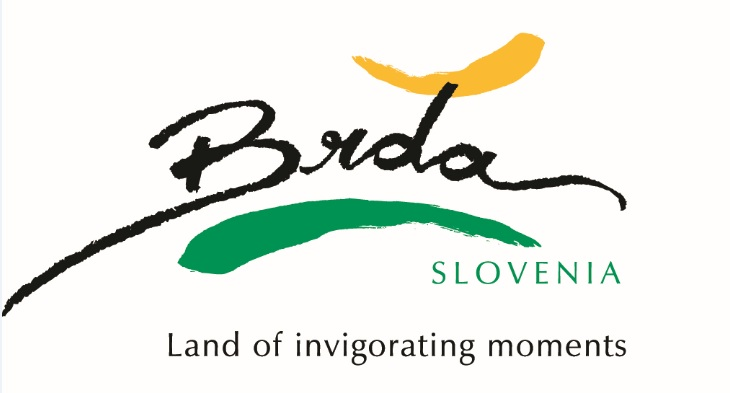 Brda
SLOVENIA
Land of invigorating moments